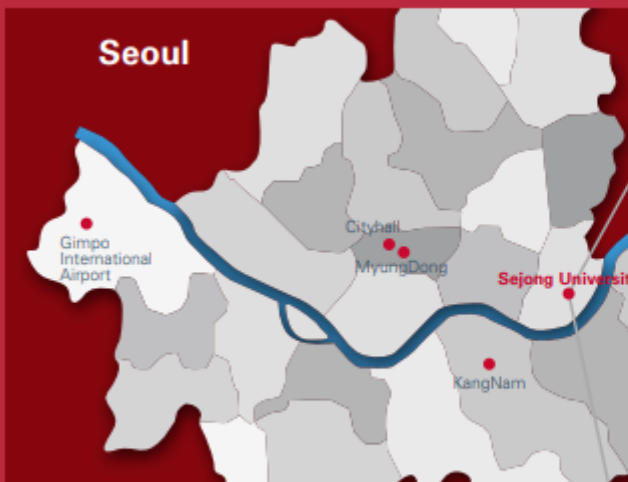 Seoul
Cityhall
MyungDong
Gimpo
International
Airport
Sejong Universit
KangNam